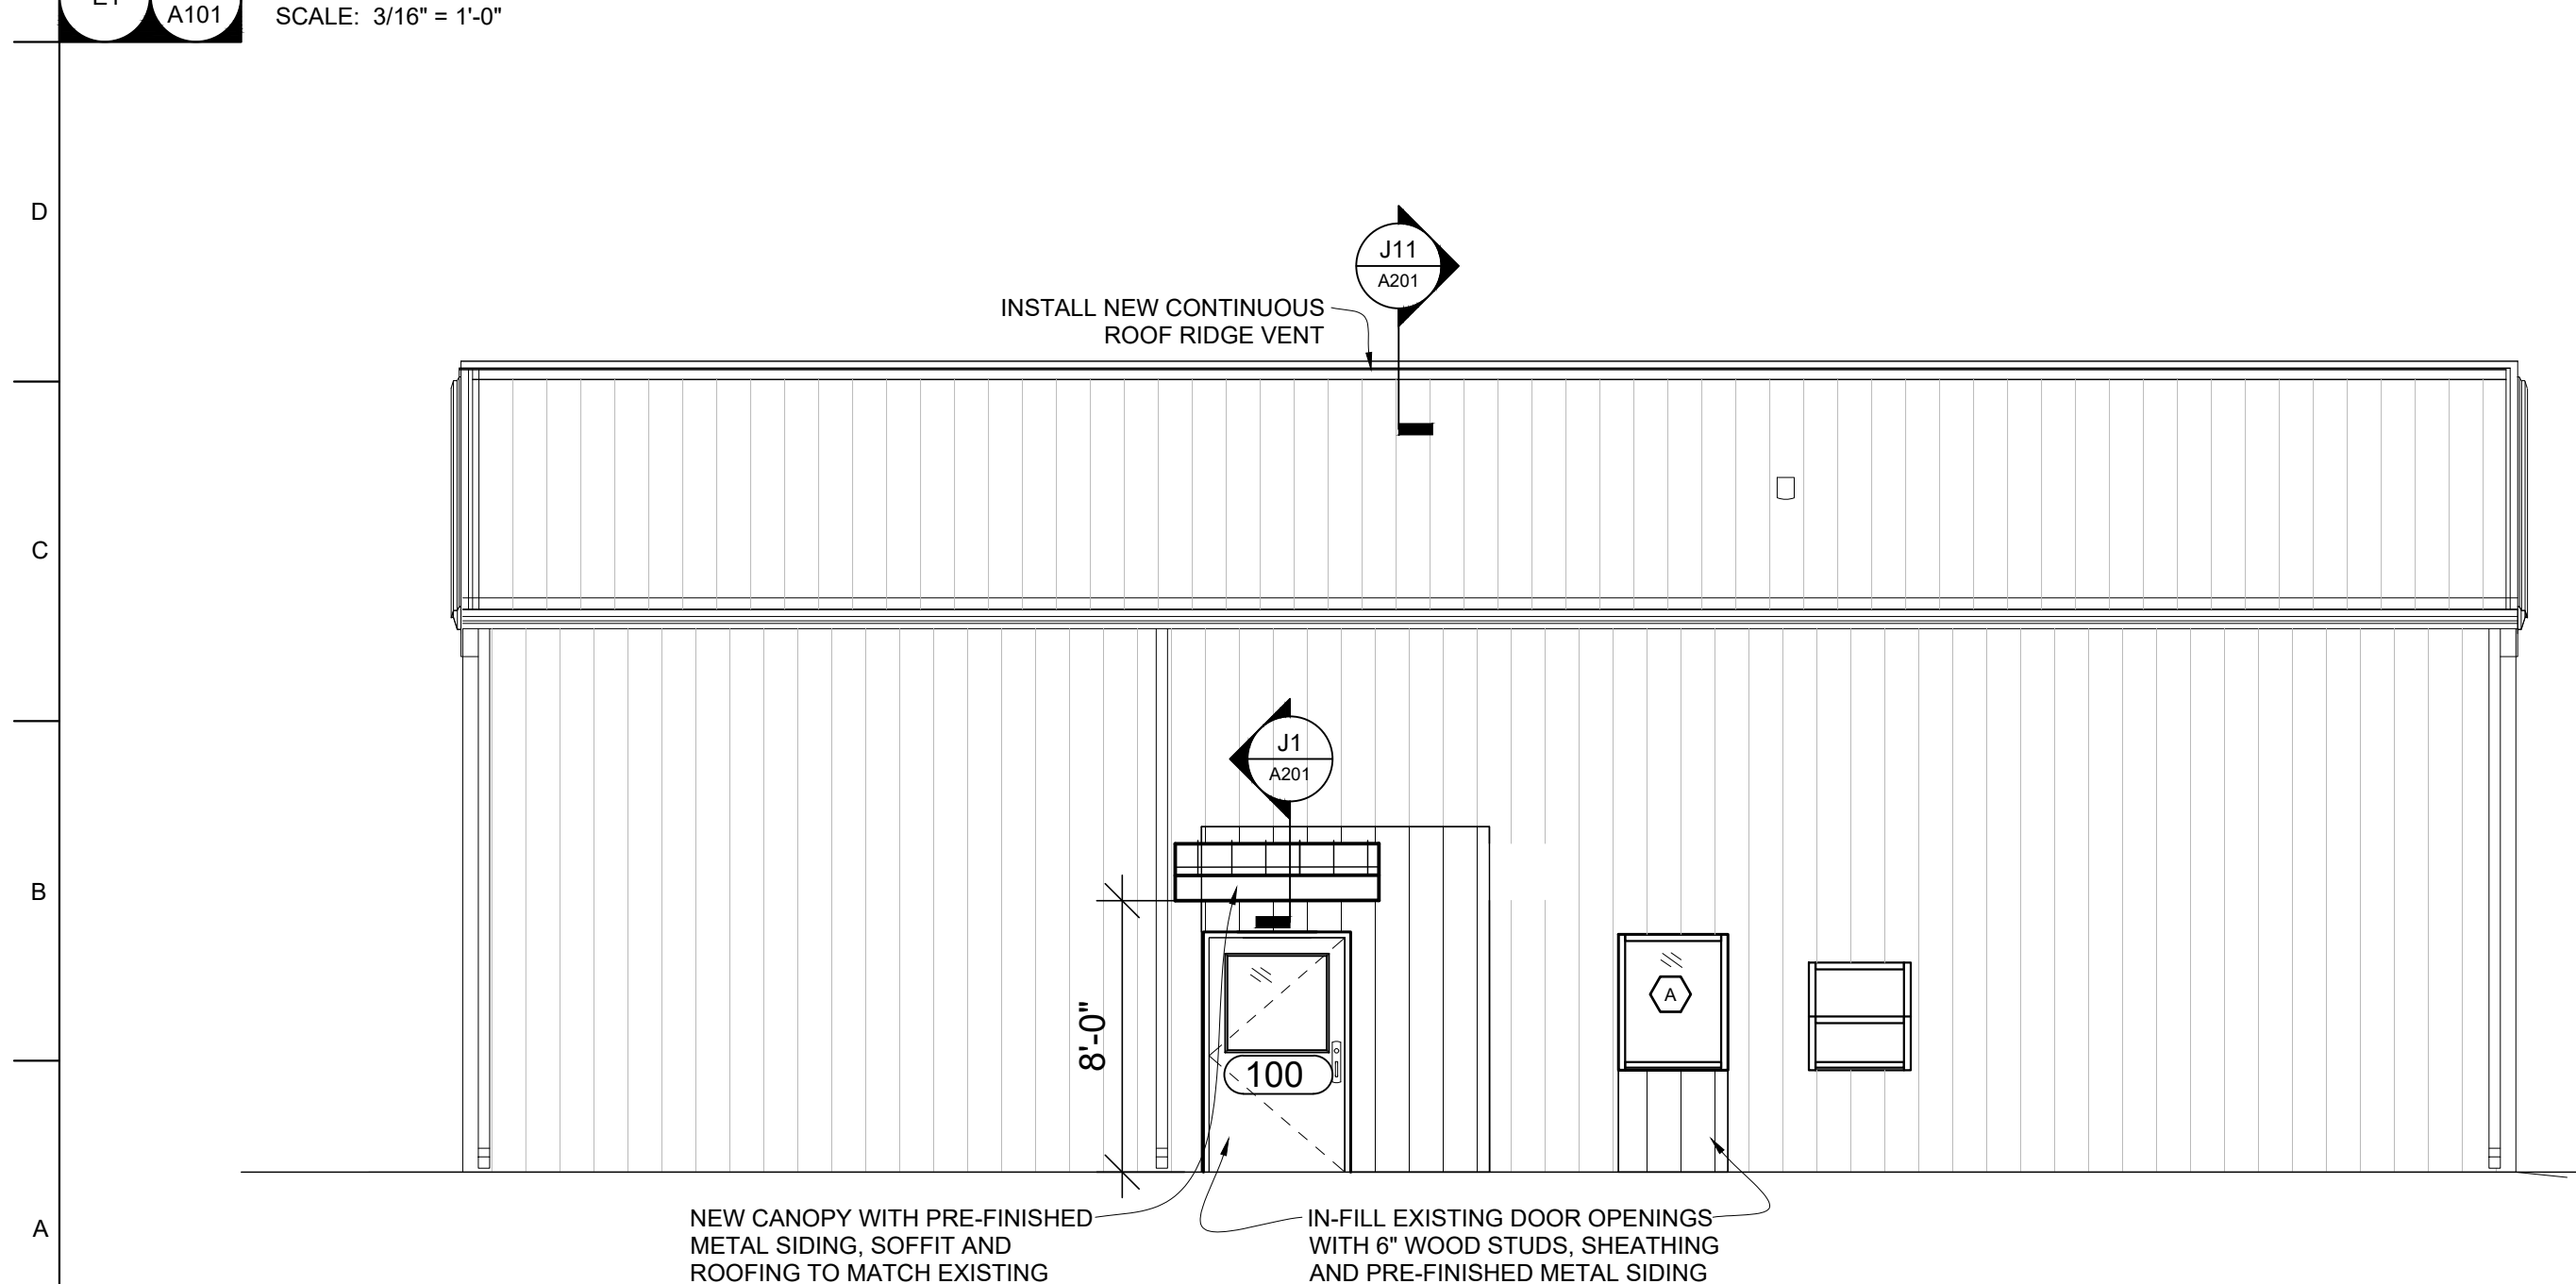 A101
SCALE: 3/16" = 1'-0"
D
J11
A201
INSTALL NEW CONTINUOUS
ROOF RIDGE VENT
C
J1
A201
B
8'-0"
A
100
A
NEW CANOPY WITH PRE-FINISHED
METAL SIDING, SOFFIT AND
ROOFING TO MATCH EXISTING
IN-FILL EXISTING DOOR OPENINGS
WITH 6" WOOD STUDS, SHEATHING
AND PRE-FINISHED METAL SIDING